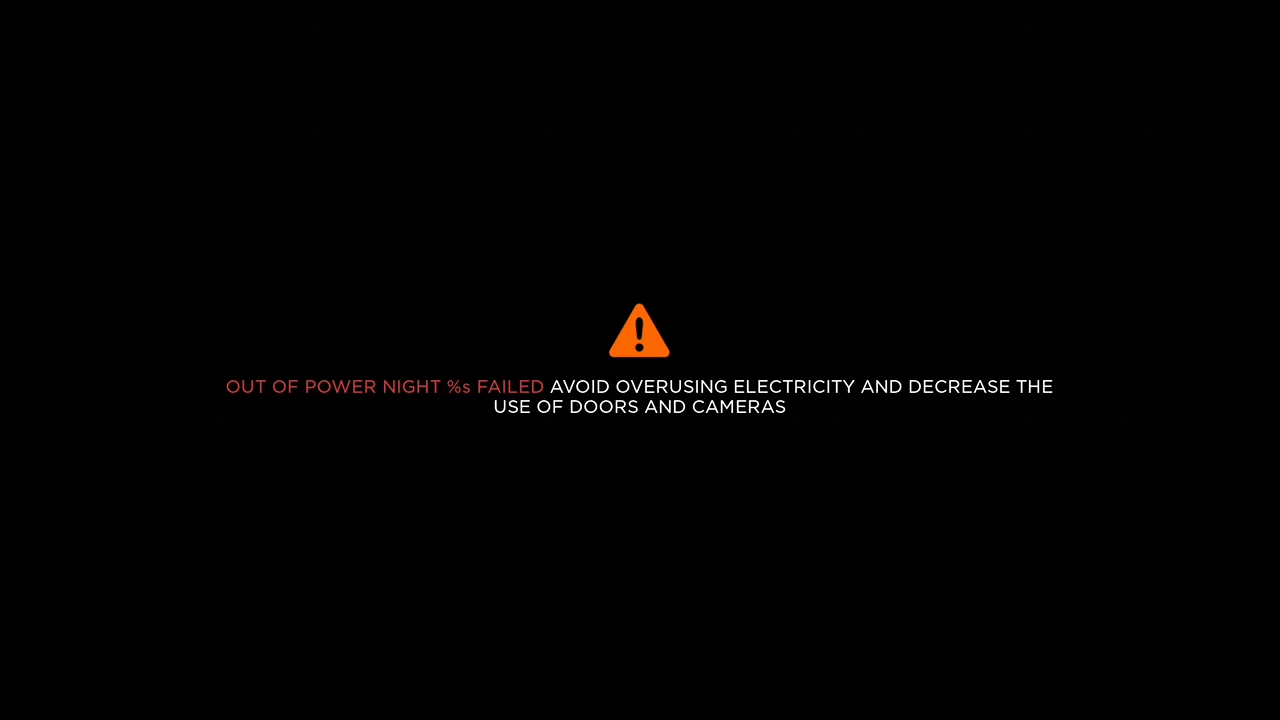 OUT OF POWER NIGHT %s FAILED AVOID OVERUSING ELECTRICITY AND DECREASE THE
USE OF DOORS AND CAMERAS